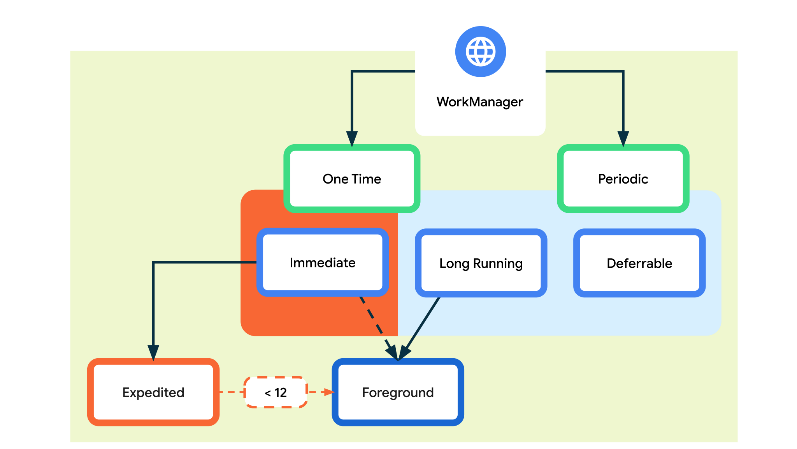 WorkManager
One Time
Periodic
Immediate
Long Running
Deferrable
Expedited
< 12
Foreground